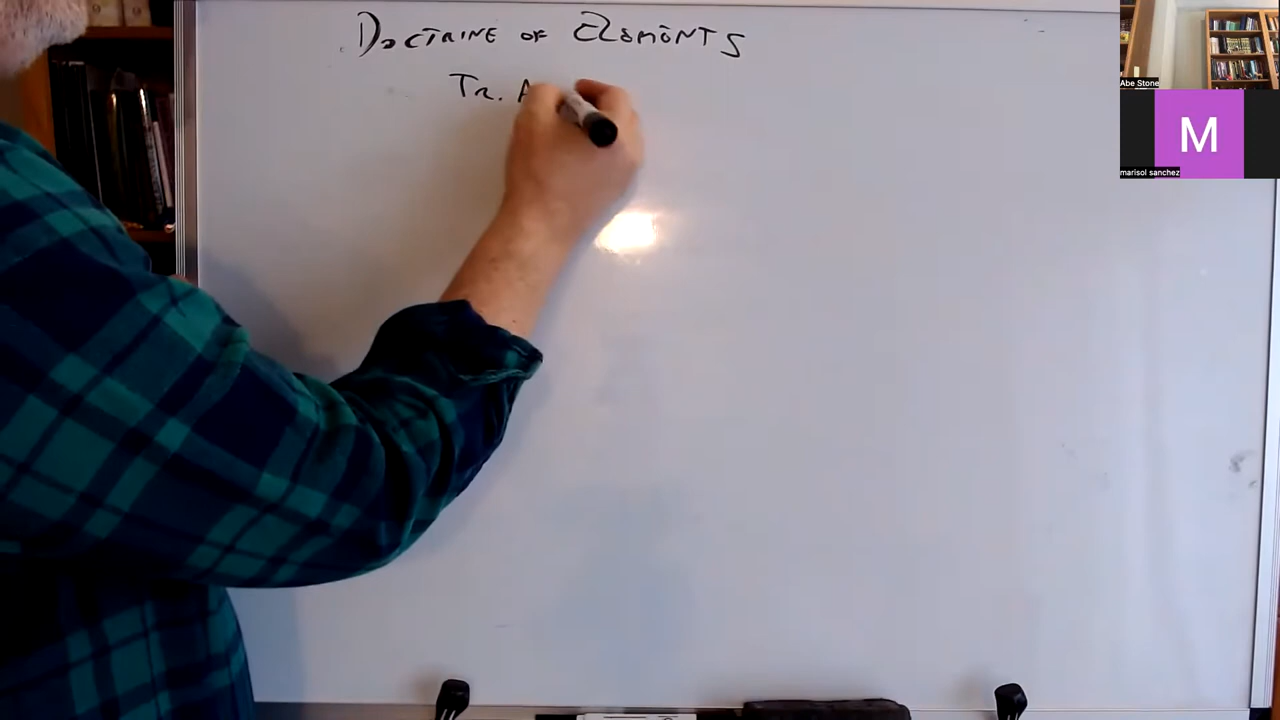 Doctrine of Elements
Tr. A
Abe Stone
M
marisol sanchez